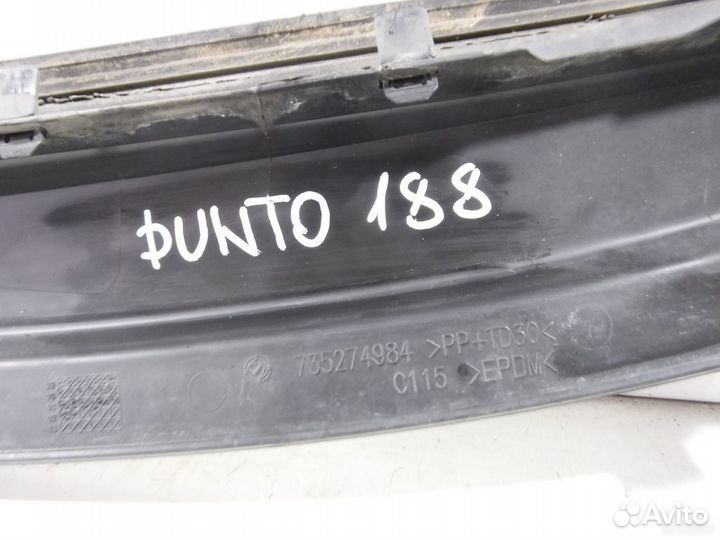 PUNTO 188
735274984 >PP+TD30<
C115 >EPDM<
Avito